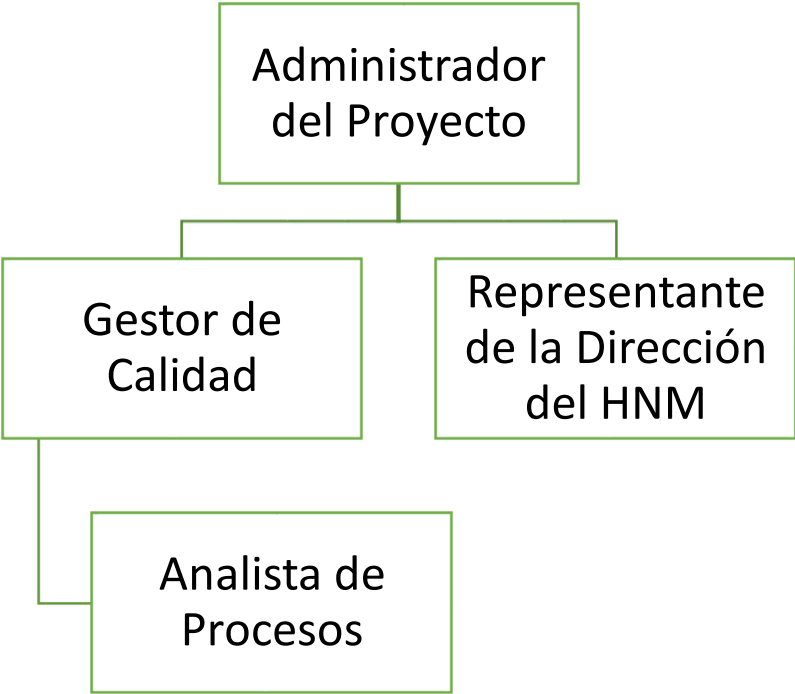 Administrador
del Proyecto
Gestor de
Calidad
Representante
de la Dirección
del HNM
Analista de
Procesos